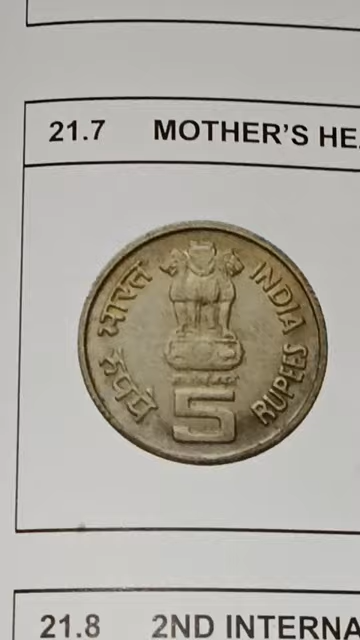 21.7 MOTHER'S HE
भारत
INDIA
रुपये
RUPEES
5
21.8 2ND INTERNA